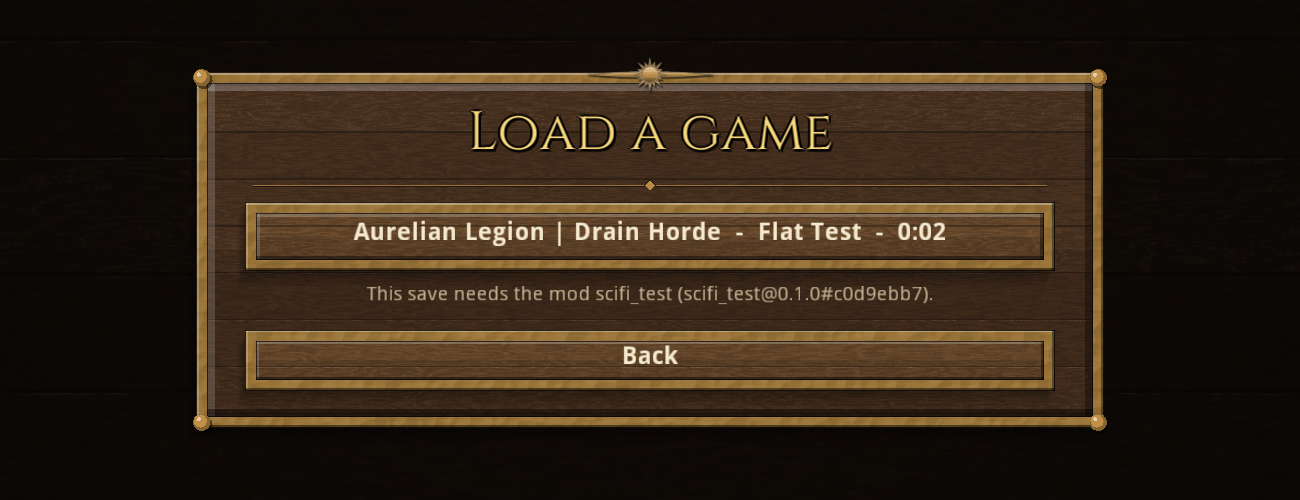 Load a game
Aurelian Legion | Drain Horde - Flat Test - 0:02
This save needs the mod scifi_test (scifi_test@0.1.0#c0d9ebb7).
Back